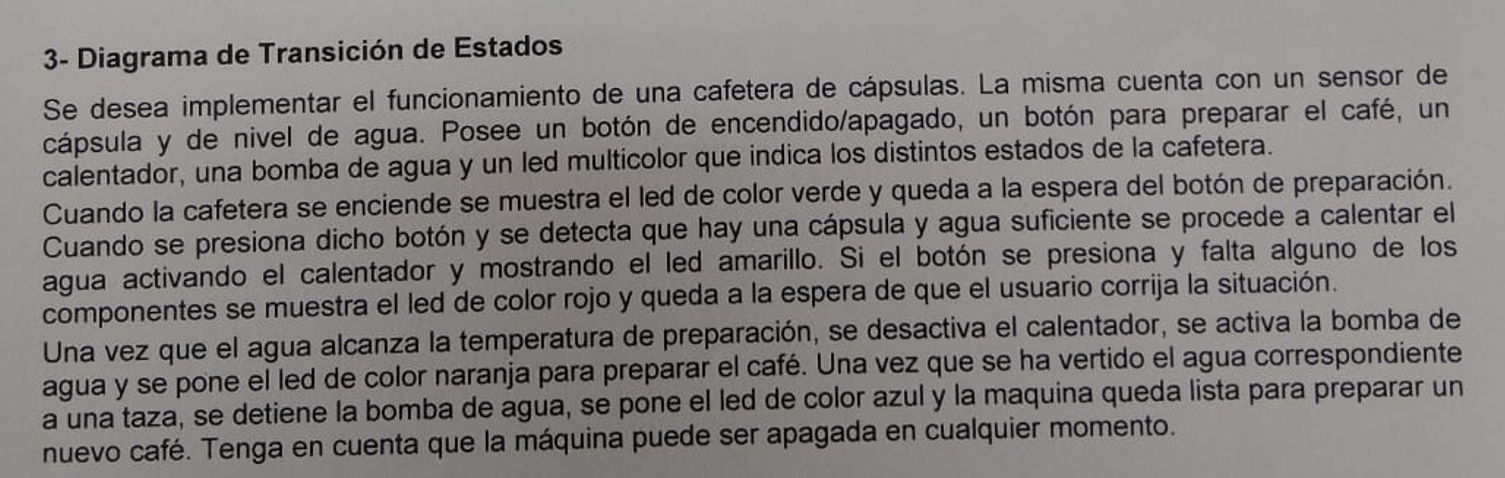 3- Diagrama de Transición de Estados
Se desea implementar el funcionamiento de una cafetera de cápsulas. La misma cuenta con un sensor de
cápsula y de nivel de agua. Posee un botón de encendido/apagado, un botón para preparar el café, un
calentador, una bomba de agua y un led multicolor que indica los distintos estados de la cafetera.
Cuando la cafetera se enciende se muestra el led de color verde y queda a la espera del botón de preparación.
Cuando se presiona dicho botón y se detecta que hay una cápsula y agua suficiente se procede a calentar el
agua activando el calentador y mostrando el led amarillo. Si el botón se presiona y falta alguno de los
componentes se muestra el led de color rojo y queda a la espera de que el usuario corrija la situación.
Una vez que el agua alcanza la temperatura de preparación, se desactiva el calentador, se activa la bomba de
agua y se pone el led de color naranja para preparar el café. Una vez que se ha vertido el agua correspondiente
a una taza, se detiene la bomba de agua, se pone el led de color azul y la maquina queda lista para preparar un
nuevo café. Tenga en cuenta que la máquina puede ser apagada en cualquier momento.